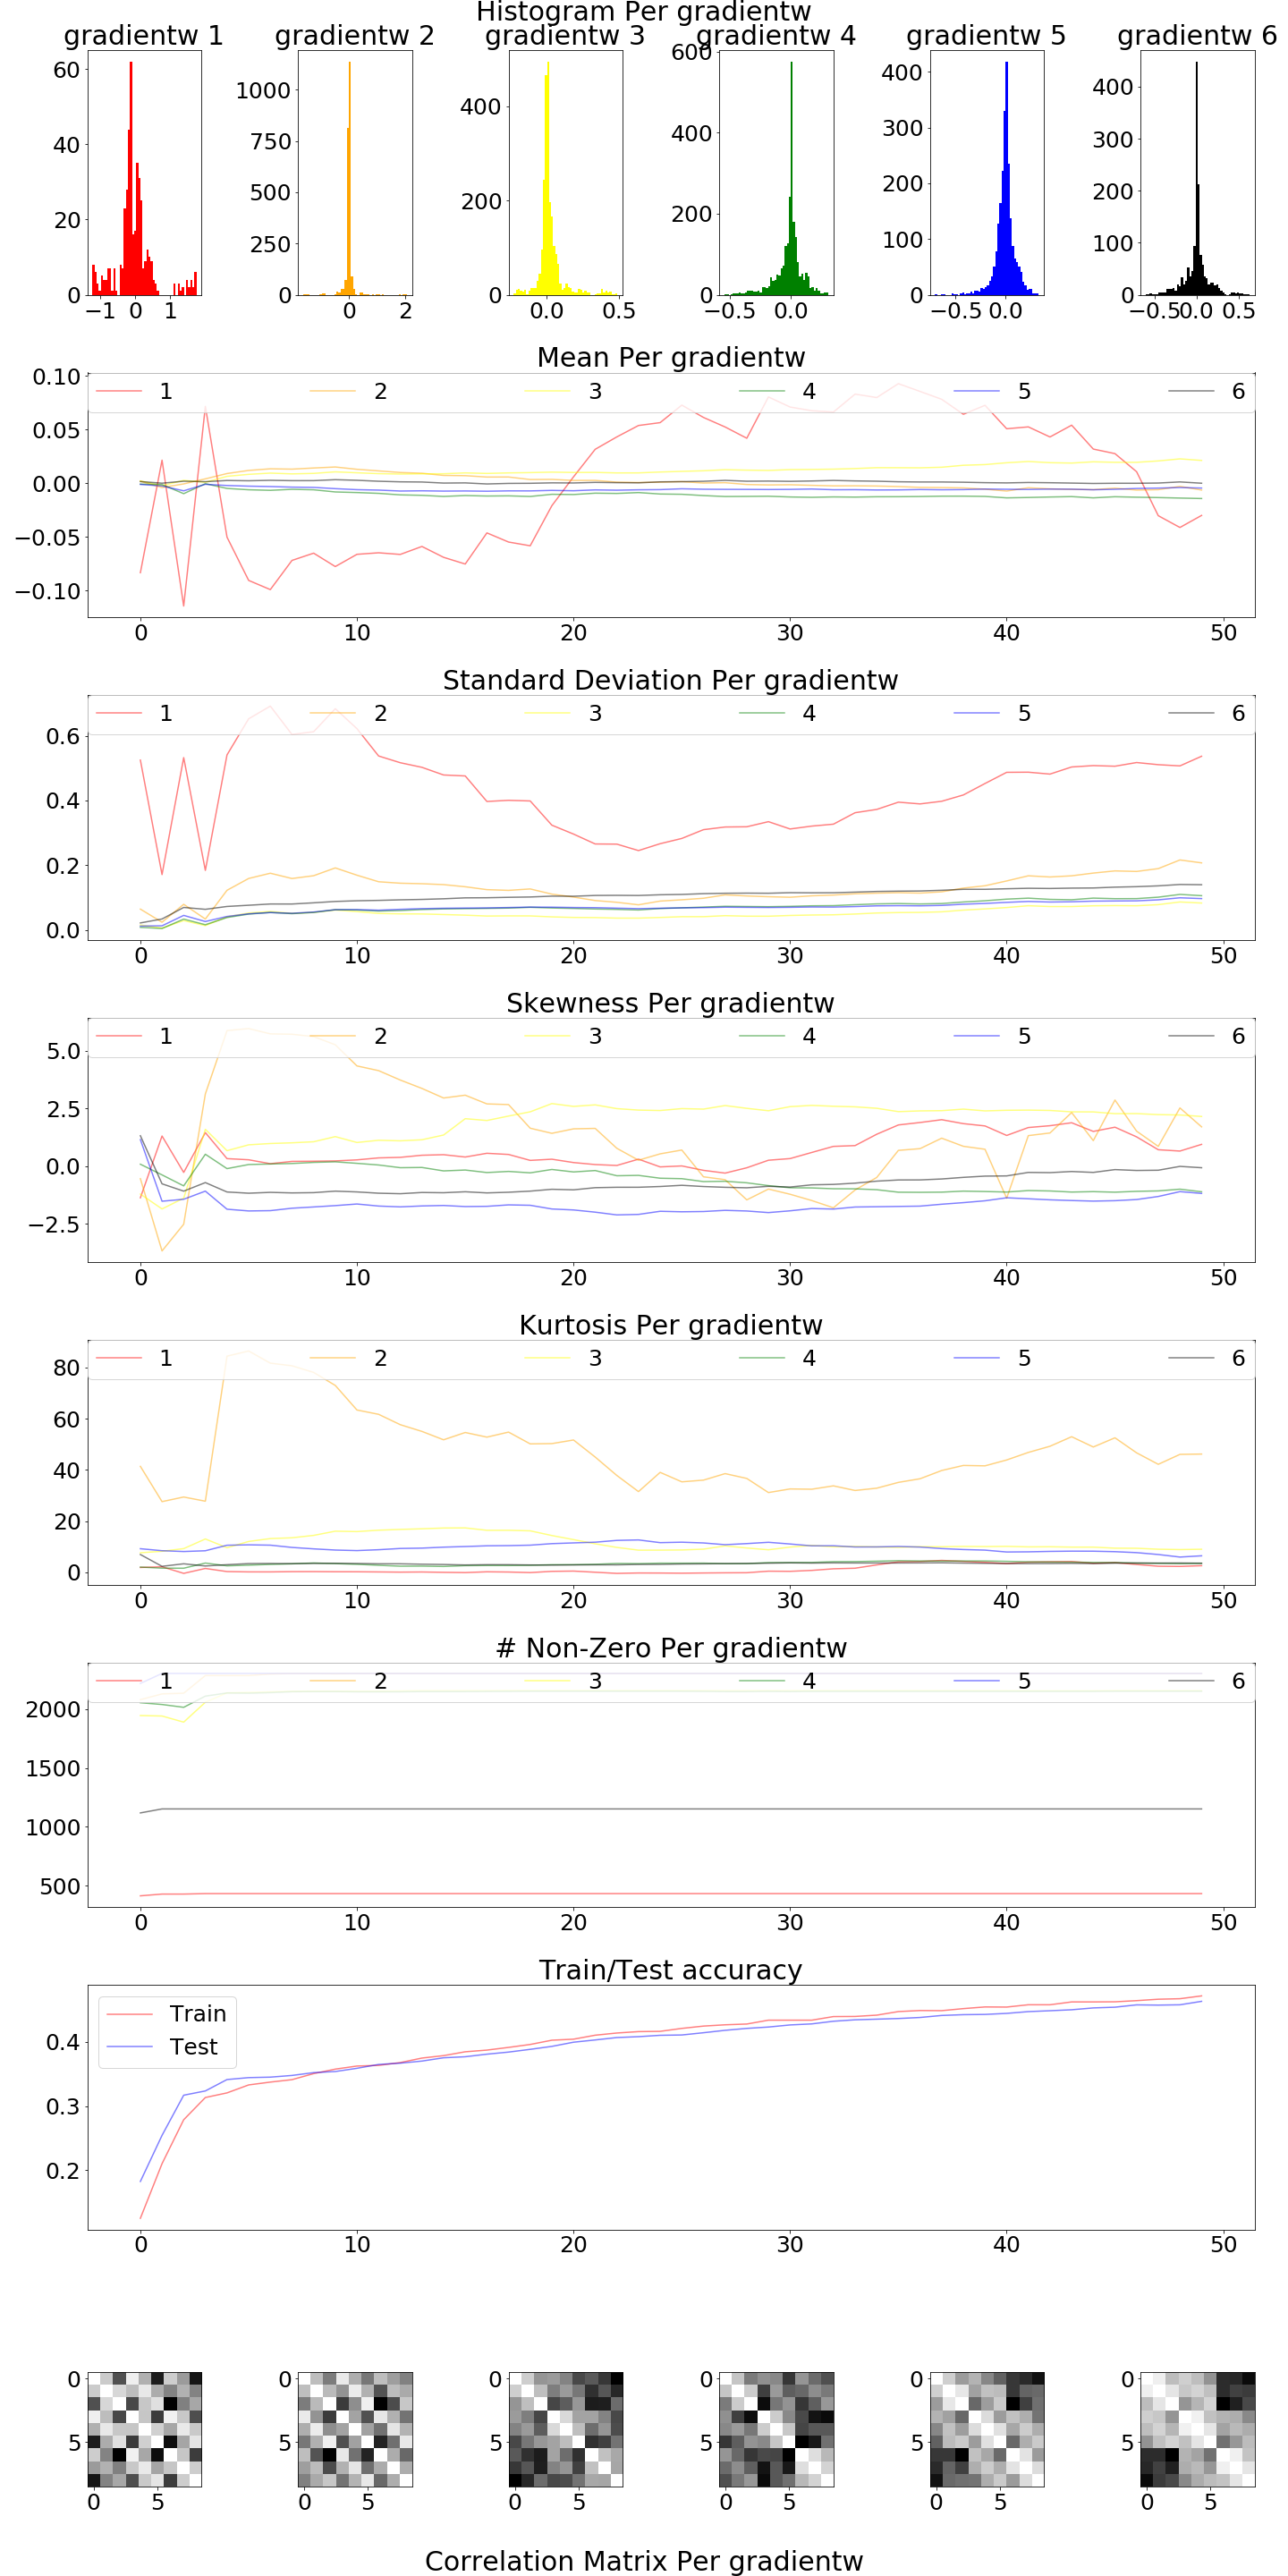 Histogram Per gradientw
gradientw 1 gradientw 2 gradientw 3 gradientw 4 gradientw 5 gradientw 6
60 40 20 0
−1 0 1
1000 750 500 250 0
0 2
400 200 0
0.0 0.5
600 400 200 0
−0.5 0.0
400 300 200 100 0
−0.5 0.0
400 300 200 100 0
−0.5 0.0 0.5
Mean Per gradientw
1 2 3 4 5 6
0.10
0.05
0.00
−0.05
−0.10
0 10 20 30 40 50
Standard Deviation Per gradientw
1 2 3 4 5 6
0.6
0.4
0.2
0.0
0 10 20 30 40 50
Skewness Per gradientw
1 2 3 4 5 6
5.0
2.5
0.0
−2.5
0 10 20 30 40 50
Kurtosis Per gradientw
1 2 3 4 5 6
80
60
40
20
0
0 10 20 30 40 50
# Non-Zero Per gradientw
1 2 3 4 5 6
2000
1500
1000
500
0 10 20 30 40 50
Train/Test accuracy
Train
Test
0.4
0.3
0.2
0 10 20 30 40 50
0 0 0 0 0 0
5 5 5 5 5 5
0 5 0 5 0 5 0 5 0 5 0 5
Correlation Matrix Per gradientw